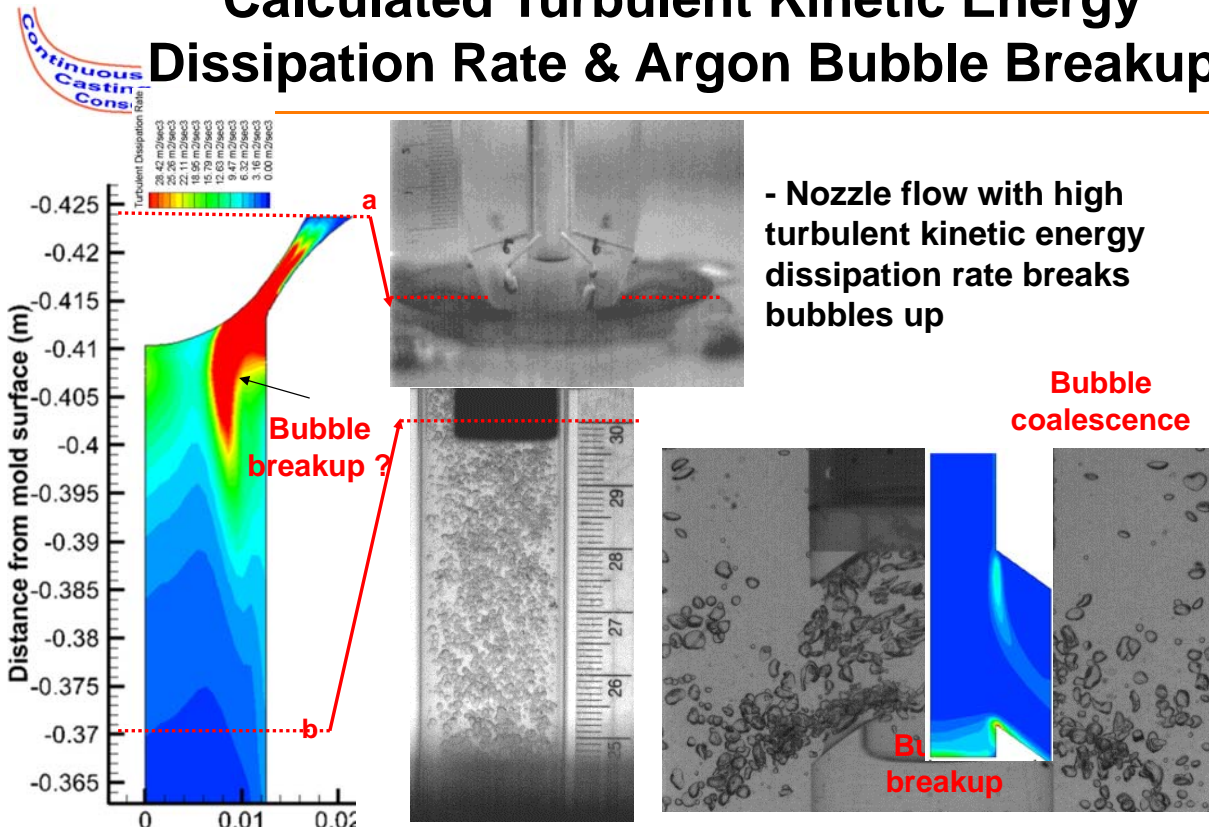 Calculated Turbulent Kinetic Energy
Dissipation Rate & Argon Bubble Breakup
Continuous
Casting
Cons
Turbulent Dissipation Rate
28.42 m2/sec3
25.26 m2/sec3
22.11 m2/sec3
18.95 m2/sec3
15.79 m2/sec3
12.63 m2/sec3
9.47 m2/sec3
6.32 m2/sec3
3.16 m2/sec3
0.00 m2/sec3
Distance from mold surface (m)
-0.425
-0.42
-0.415
-0.41
-0.405
-0.4
-0.395
-0.39
-0.385
-0.38
-0.375
-0.37
-0.365
0
0.01
0.02
a
b
Bubble
breakup ?
30
29
28
27
26
25
- Nozzle flow with high
turbulent kinetic energy
dissipation rate breaks
bubbles up
Bubble
coalescence
Bu
breakup